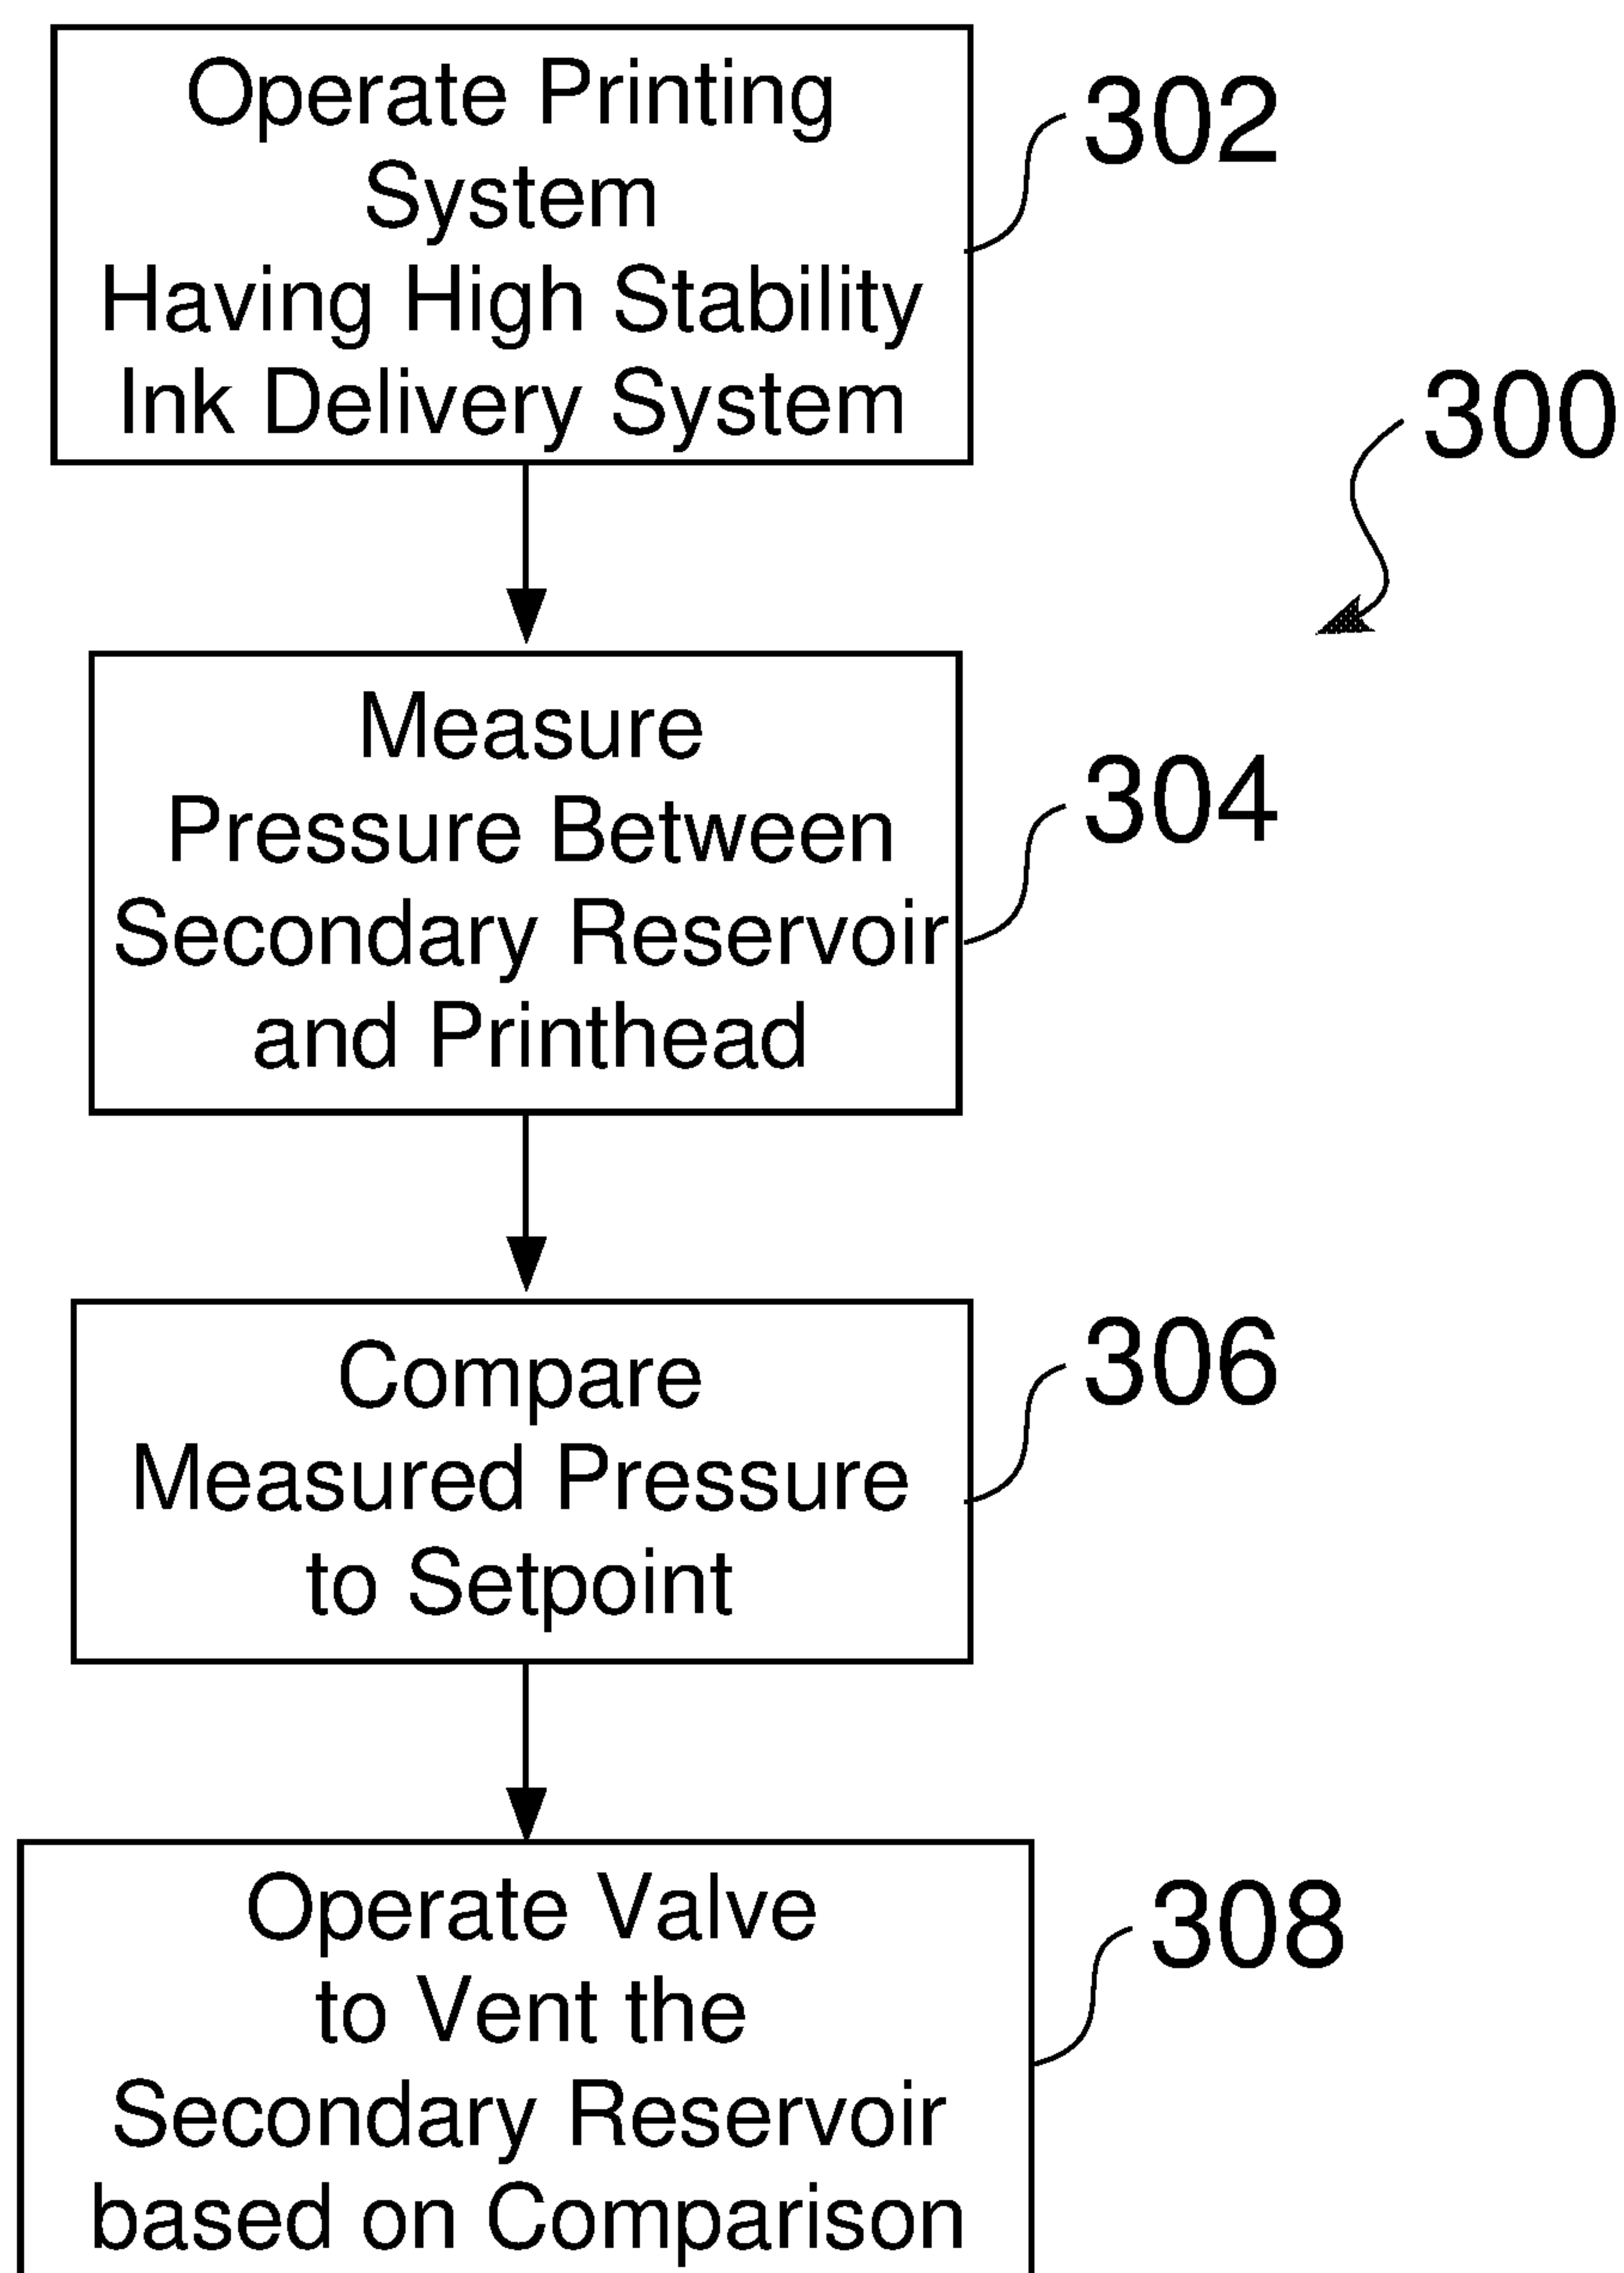 Operate Printing
System
Having High Stability
Ink Delivery System
302
300
Measure
Pressure Between
Secondary Reservoir
and Printhead
304
Compare
Measured Pressure
to Setpoint
306
Operate Valve
to Vent the
Secondary Reservoir
based on Comparison
308